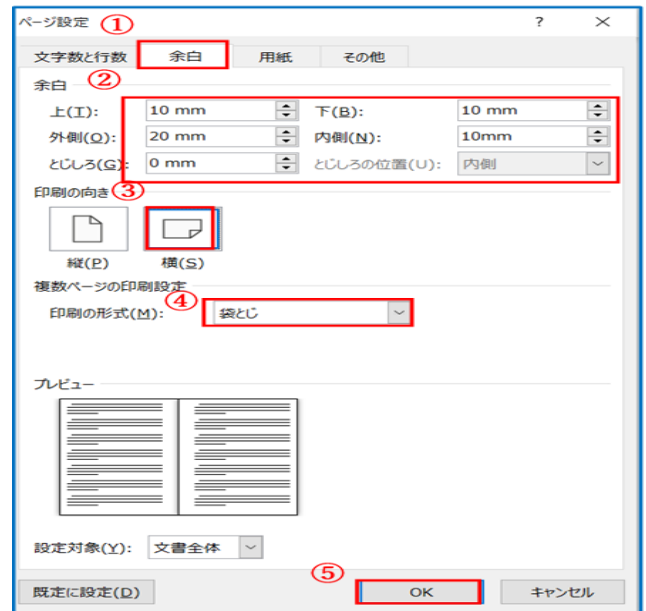 ページ設定 ① ? ×
文字数と行数 余白 用紙 その他
余白 ②
上(T): 10 mm 下(B): 10 mm
外側(O): 20 mm 内側(N): 10mm
とじしろ(G): 0 mm とじしろの位置(U): 内側
印刷の向き ③
縦(P) 横(S)
複数ページの印刷設定
印刷の形式(M): ④ 袋とじ
プレビュー
設定対象(Y): 文書全体
⑤
既定に設定(D) OK キャンセル